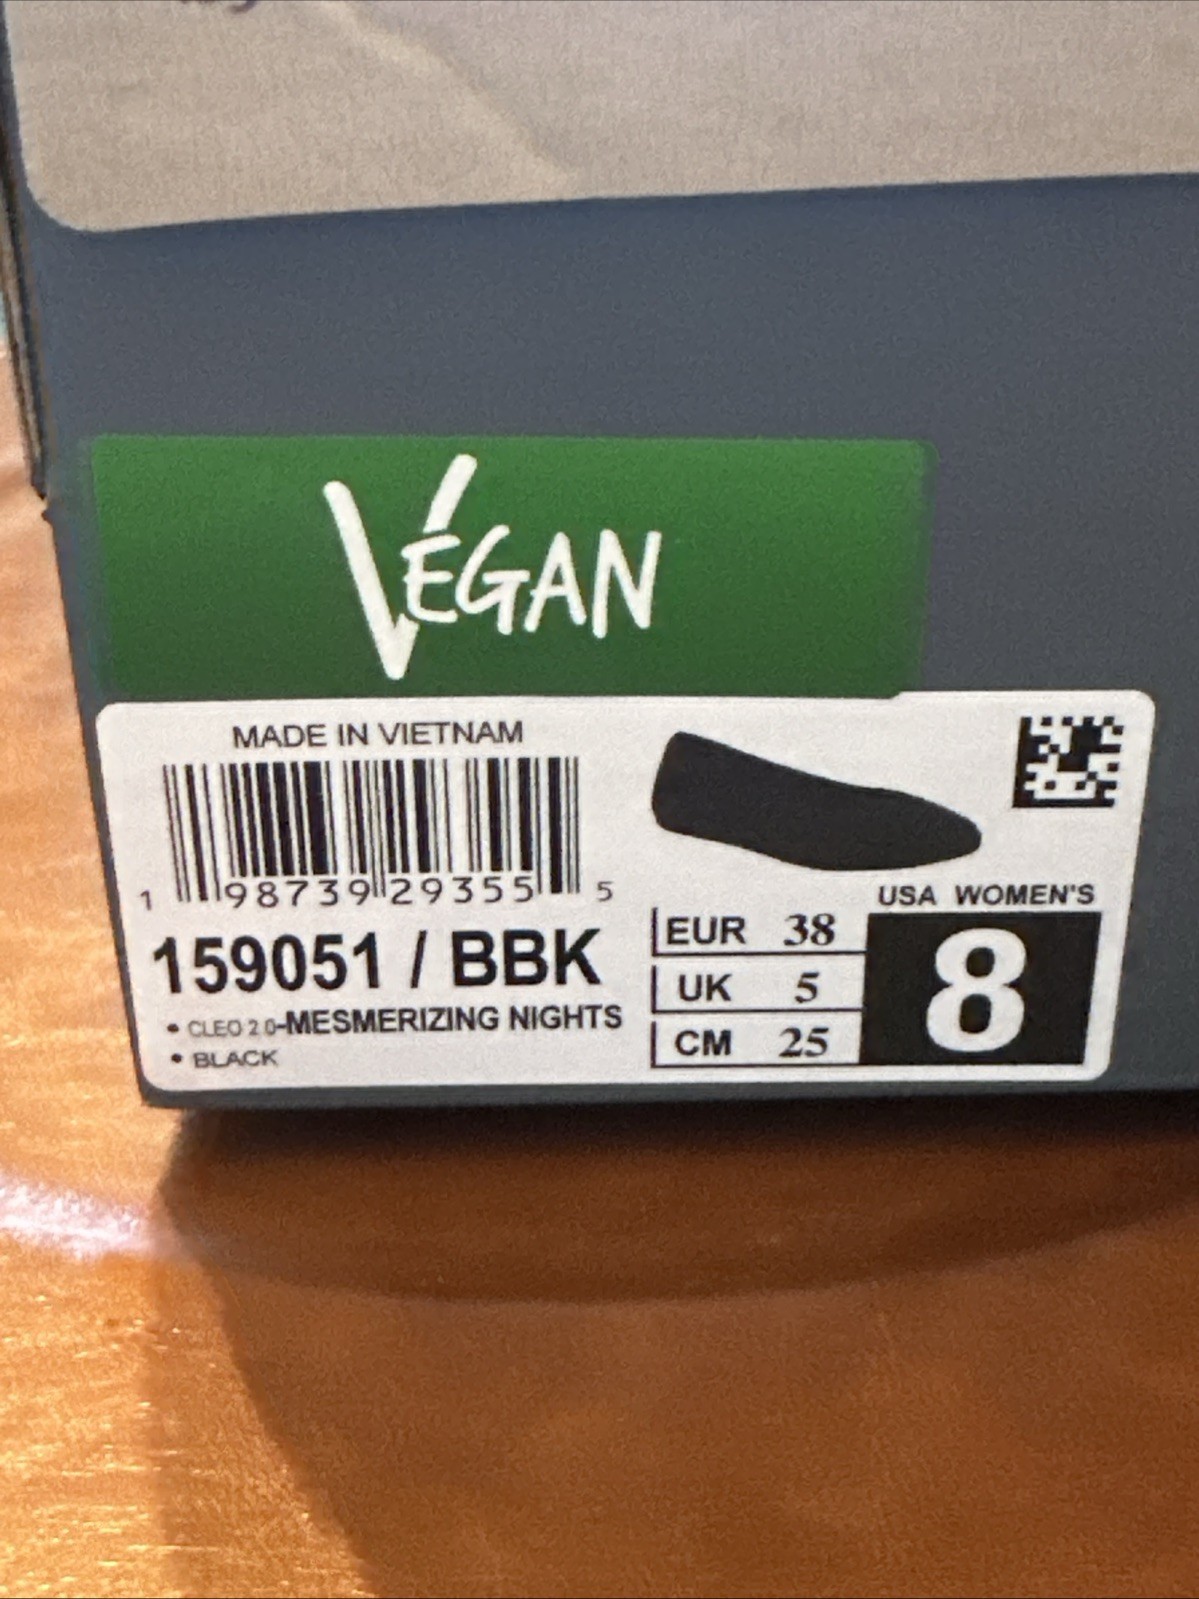 VEGAN
MADE IN VIETNAM
1 98739 29355 5
159051 / BBK
• CLEO 2.0-MESMERIZING NIGHTS
• BLACK
USA WOMEN'S
8
EUR 38
UK 5
CM 25